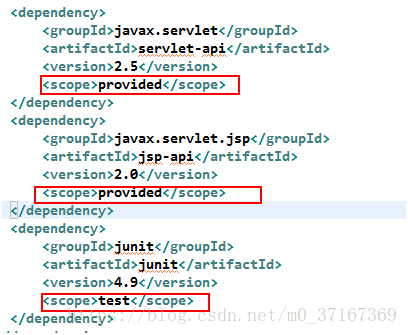 <dependency>
<groupId>javax.servlet</groupId>
<artifactId>servlet-api</artifactId>
<version>2.5</version>
<scope>provided</scope>
</dependency>
<dependency>
<groupId>javax.servlet.jsp</groupId>
<artifactId>jsp-api</artifactId>
<version>2.0</version>
<scope>provided</scope>
</dependency>
<dependency>
<groupId>junit</groupId>
<artifactId>junit</artifactId>
<version>4.9</version>
<scope>test</scope>
https://blog.csdn.net/m0_37167369